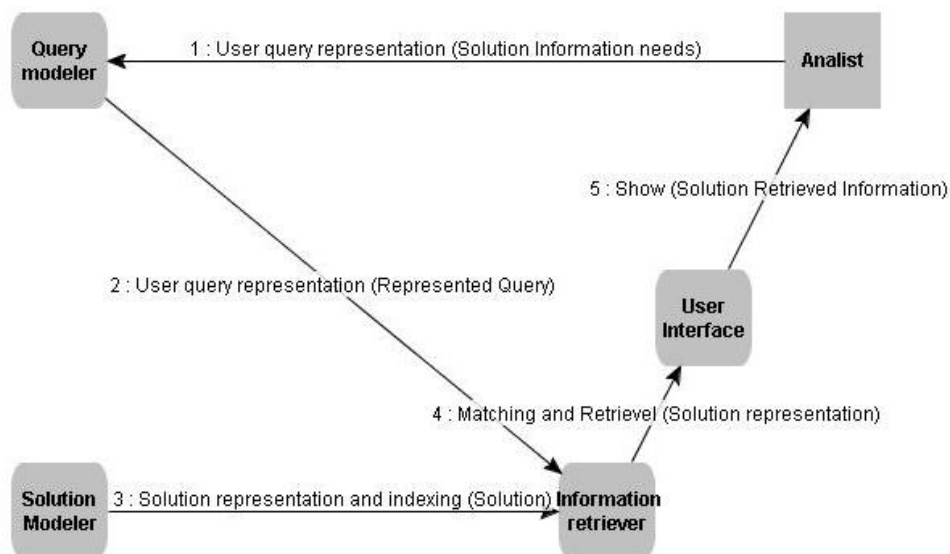 Query
modeler
1 : User query representation (Solution Information needs)
Analist
5 : Show (Solution Retrieved Information)
2 : User query representation (Represented Query)
User
Interface
4 : Matching and Retrievel (Solution representation)
Solution
Modeler
3 : Solution representation and indexing (Solution)
Information
retriever